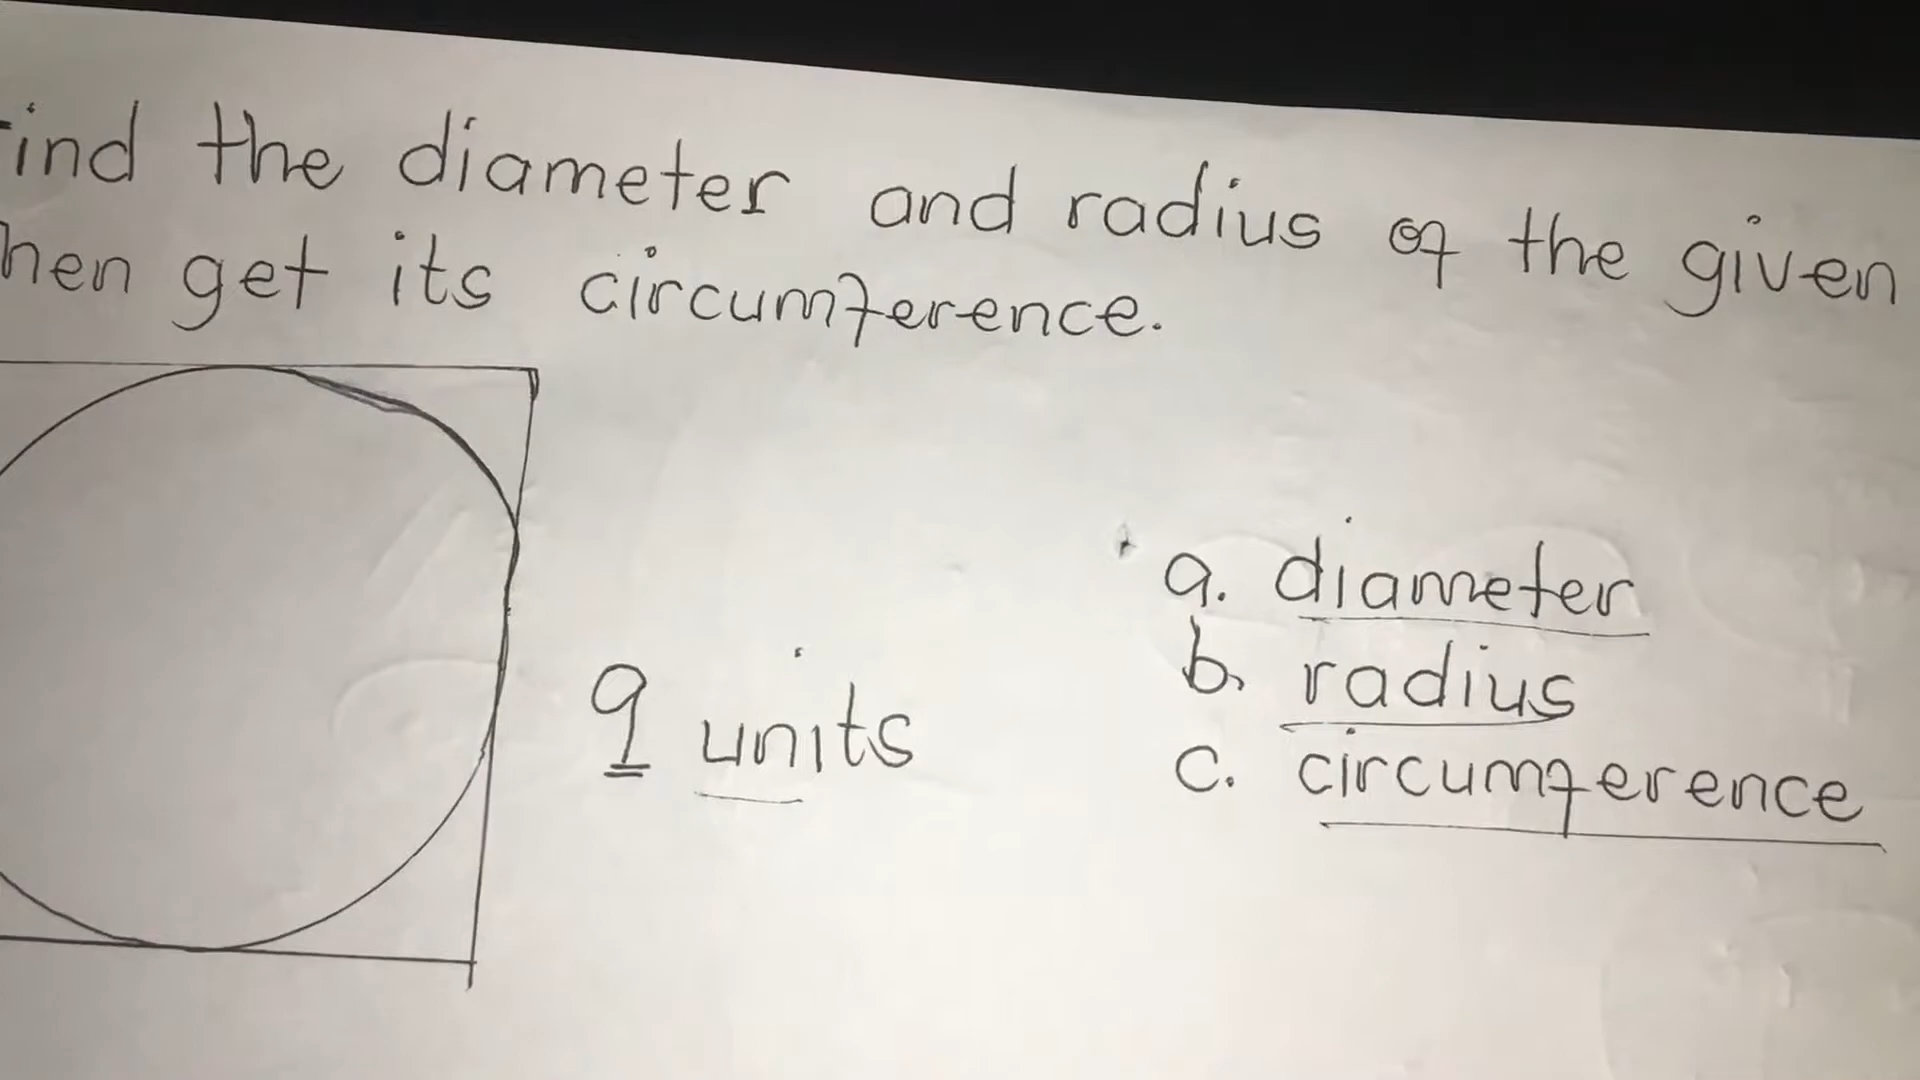 ind the diameter and radius of the given
hen get its circumference.
9 units
a. diameter
b. radius
c. circumference